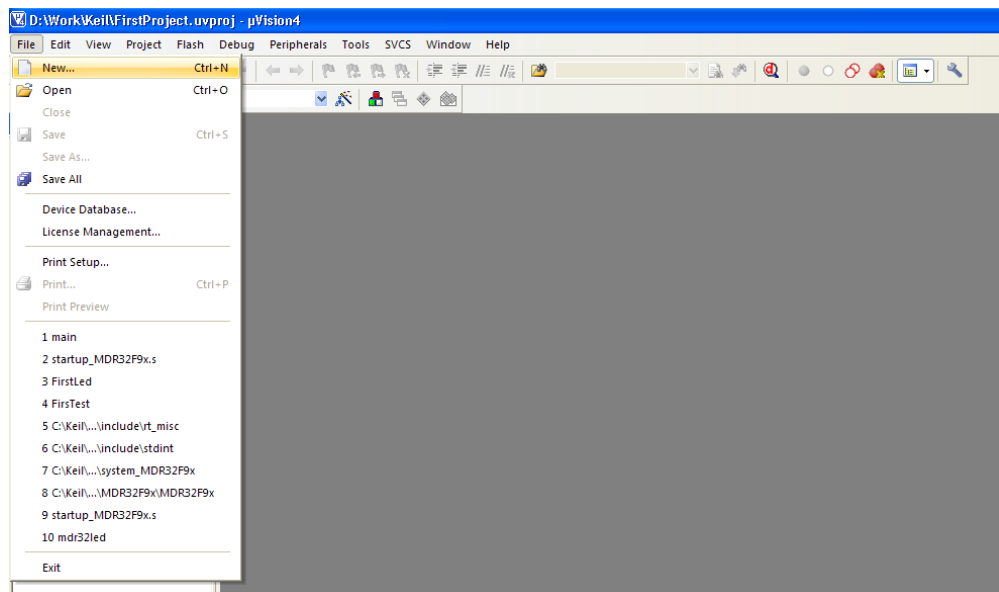 D:\Work\Keil\FirstProject.uvproj - µVision4
File Edit View Project Flash Debug Peripherals Tools SVCS Window Help
New... Ctrl+N
Open Ctrl+O
Close
Save Ctrl+S
Save As...
Save All
Device Database...
License Management...
Print Setup...
Print... Ctrl+P
Print Preview
1 main
2 startup_MDR32F9x.s
3 FirstLed
4 FirsTest
5 C:\Keil\...\include\rt_misc
6 C:\Keil\...\include\stdint
7 C:\Keil\...\system_MDR32F9x
8 C:\Keil\...\MDR32F9x\MDR32F9x
9 startup_MDR32F9x.s
10 mdr32led
Exit